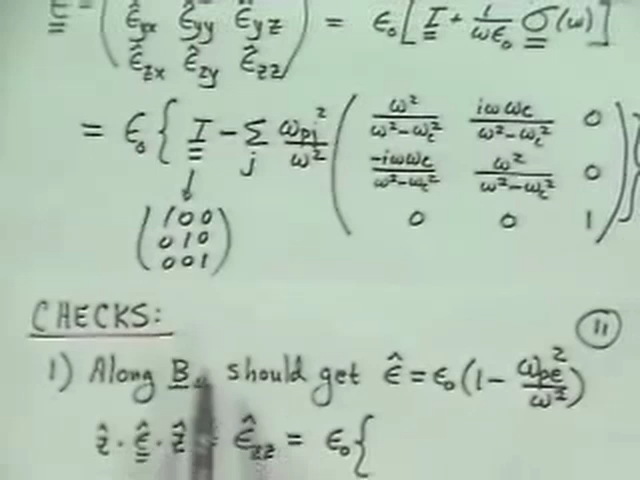 ε̳ = ( ε̂yx ε̂yy ε̂yz ) = ε₀ [ I̳ + 1/(ωε₀) σ̳(ω) ]
ε̂zx ε̂zy ε̂zz
= ε₀ { I̳ − Σj ωpj²/ω² ( ω²/(ω²−ωc²) iωωc/(ω²−ωc²) 0
−iωωc/(ω²−ωc²) ω²/(ω²−ωc²) 0
0 0 1 ) }
↓
( 1 0 0
0 1 0
0 0 1 )
CHECKS: 11
1) Along B₀, should get ε̂ = ε₀(1 − ωpe²/ω²)
ẑ · ε̳̂ · ẑ = ε̂zz = ε₀{